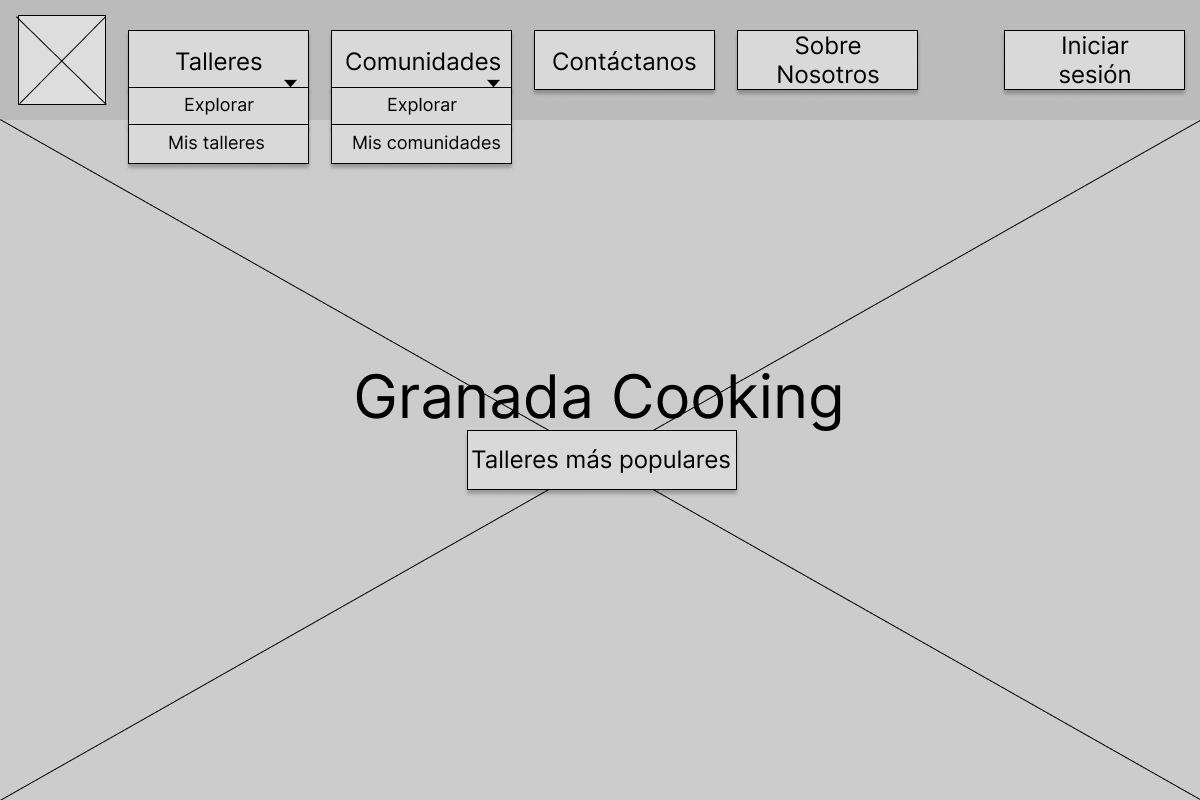 Talleres
Explorar
Mis talleres
Comunidades
Explorar
Mis comunidades
Contáctanos
Sobre
Nosotros
Iniciar
sesión
Granada Cooking
Talleres más populares